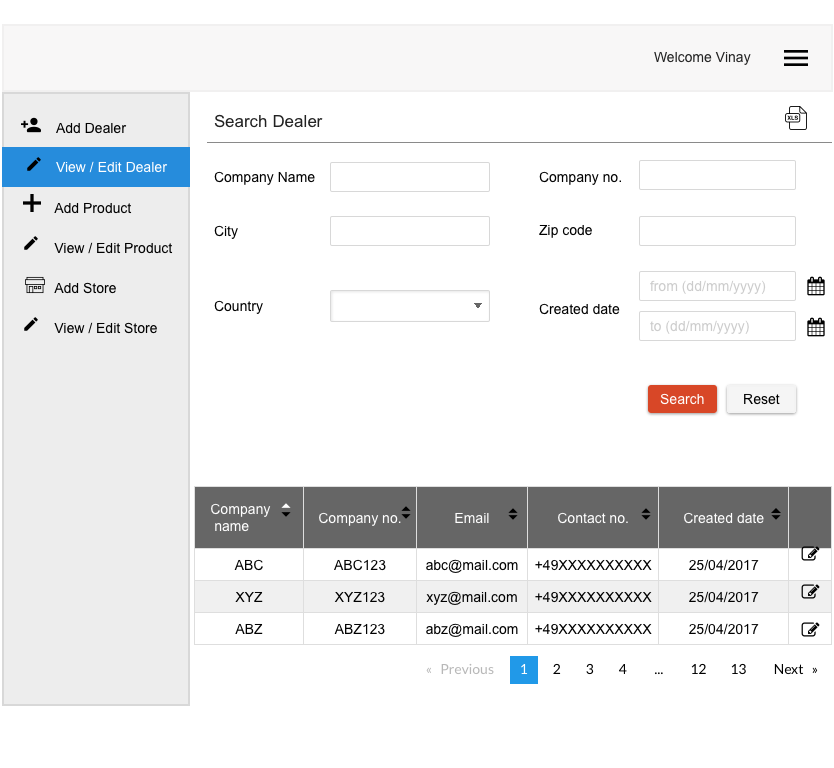 Welcome Vinay
Add Dealer
View / Edit Dealer
Add Product
View / Edit Product
Add Store
View / Edit Store
Search Dealer
XLS
Company Name
Company no.
City
Zip code
Country
Created date
from (dd/mm/yyyy)
to (dd/mm/yyyy)
Search Reset
Company name Company no. Email Contact no. Created date
ABC ABC123 abc@mail.com +49XXXXXXXXXX 25/04/2017
XYZ XYZ123 xyz@mail.com +49XXXXXXXXXX 25/04/2017
ABZ ABZ123 abz@mail.com +49XXXXXXXXXX 25/04/2017
« Previous 1 2 3 4 ... 12 13 Next »